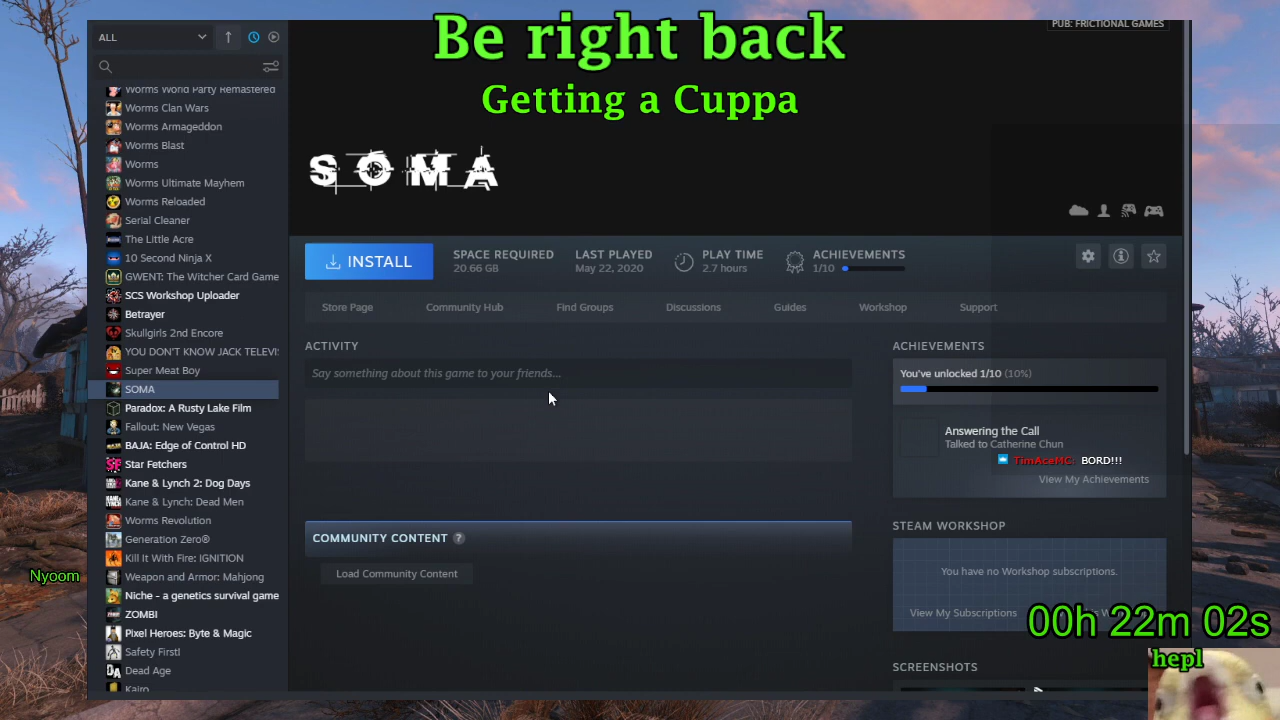 Be right back
Getting a Cuppa
PUB: FRICTIONAL GAMES
ALL
Worms World Party Remastered
Worms Clan Wars
Worms Armageddon
Worms Blast
Worms
Worms Ultimate Mayhem
Worms Reloaded
Serial Cleaner
The Little Acre
10 Second Ninja X
GWENT: The Witcher Card Game
SCS Workshop Uploader
Betrayer
Skullgirls 2nd Encore
YOU DON'T KNOW JACK TELEVI
Super Meat Boy
SOMA
Paradox: A Rusty Lake Film
Fallout: New Vegas
BAJA: Edge of Control HD
Star Fetchers
Kane & Lynch 2: Dog Days
Kane & Lynch: Dead Men
Worms Revolution
Generation Zero®
Kill It With Fire: IGNITION
Weapon and Armor: Mahjong
Niche - a genetics survival game
ZOMBI
Pixel Heroes: Byte & Magic
Safety First!
Dead Age
Kairo
Nyoom
SOMA
INSTALL
SPACE REQUIRED
20.66 GB
LAST PLAYED
May 22, 2020
PLAY TIME
2.7 hours
ACHIEVEMENTS
1/10
Store Page Community Hub Find Groups Discussions Guides Workshop Support
ACTIVITY
Say something about this game to your friends...
COMMUNITY CONTENT ?
Load Community Content
ACHIEVEMENTS
You've unlocked 1/10 (10%)
Answering the Call
Talked to Catherine Chun
TimAceMC: BORD!!!
View My Achievements
STEAM WORKSHOP
You have no Workshop subscriptions.
View My Subscriptions
00h 22m 02s
hepl
SCREENSHOTS